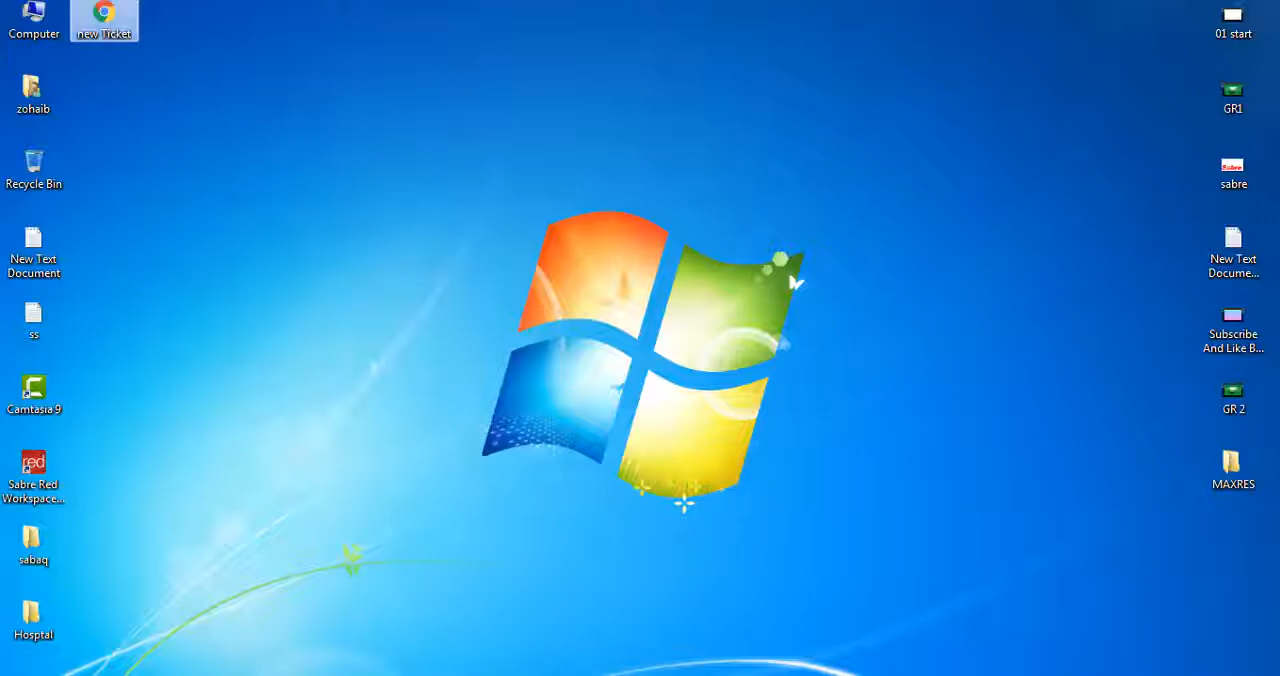 Computer
new Ticket
zohaib
Recycle Bin
New Text
Document
ss
Camtasia 9
red
Sabre Red
Workspace...
sabaq
Hosptal
01 start
GR1
Sabre
sabre
New Text
Docume...
Subscribe
And Like B...
GR 2
MAXRES